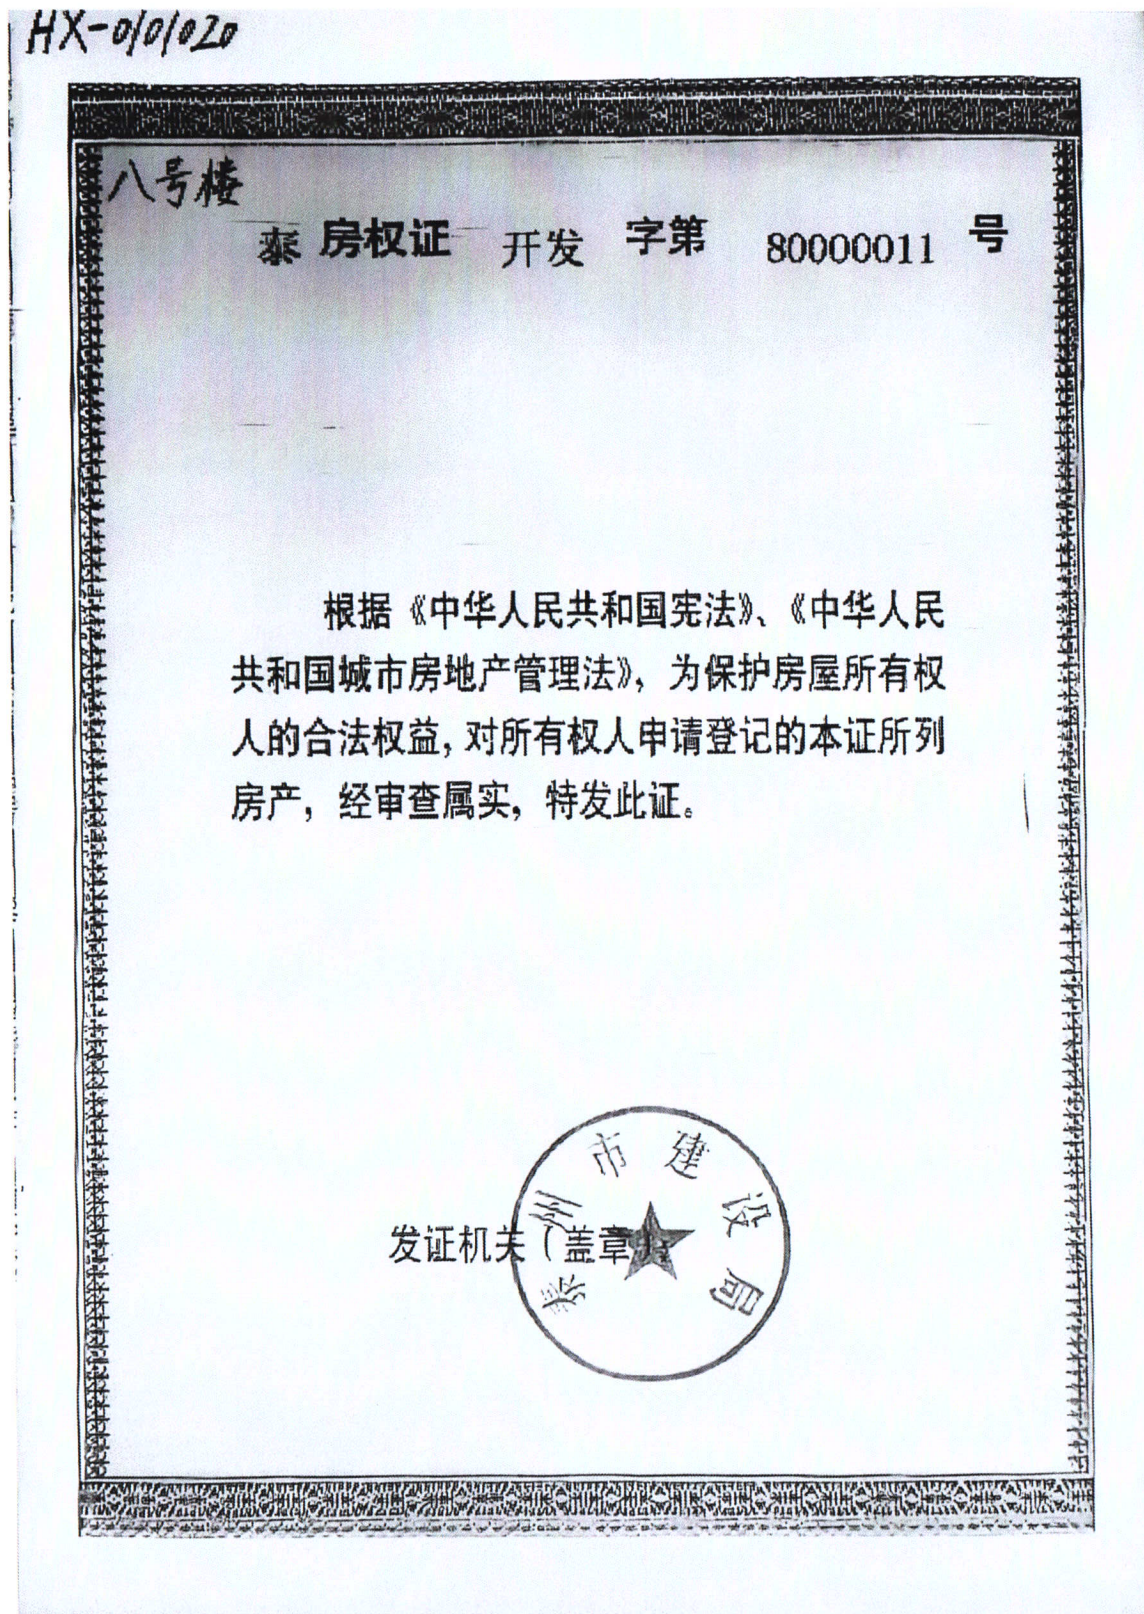 HX-0101020
八号楼
泰 房权证 开发 字第 80000011 号
根据《中华人民共和国宪法》、《中华人民
共和国城市房地产管理法》，为保护房屋所有权
人的合法权益，对所有权人申请登记的本证所列
房产，经审查属实，特发此证。
发证机关（盖章）
泰州市建设局